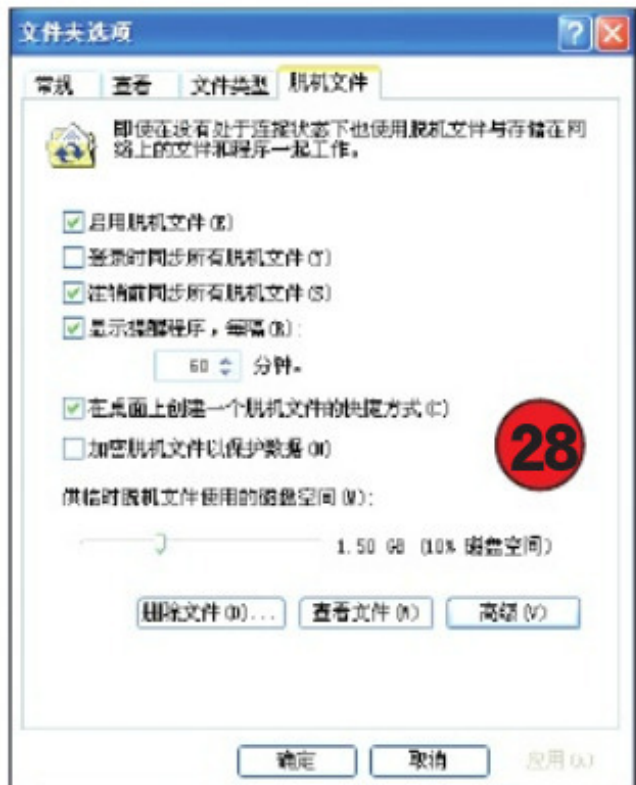 文件夹选项
常规 查看 文件类型 脱机文件
即使在没有处于连接状态下也使用脱机文件与存储在网
络上的文件和程序一起工作。
启用脱机文件(E)
登录时同步所有脱机文件(T)
注销前同步所有脱机文件(S)
显示提醒程序，每隔(R):
60 分钟。
在桌面上创建一个脱机文件的快捷方式(C)
加密脱机文件以保护数据(N)
28
供临时脱机文件使用的磁盘空间(M):
1.50 GB (10% 磁盘空间)
删除文件(D)... 查看文件(N) 高级(V)
确定 取消 应用(A)